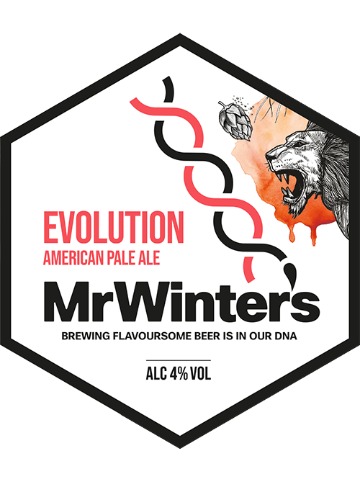 EVOLUTION
AMERICAN PALE ALE
MrWinter's
BREWING FLAVOURSOME BEER IS IN OUR DNA
ALC 4% VOL